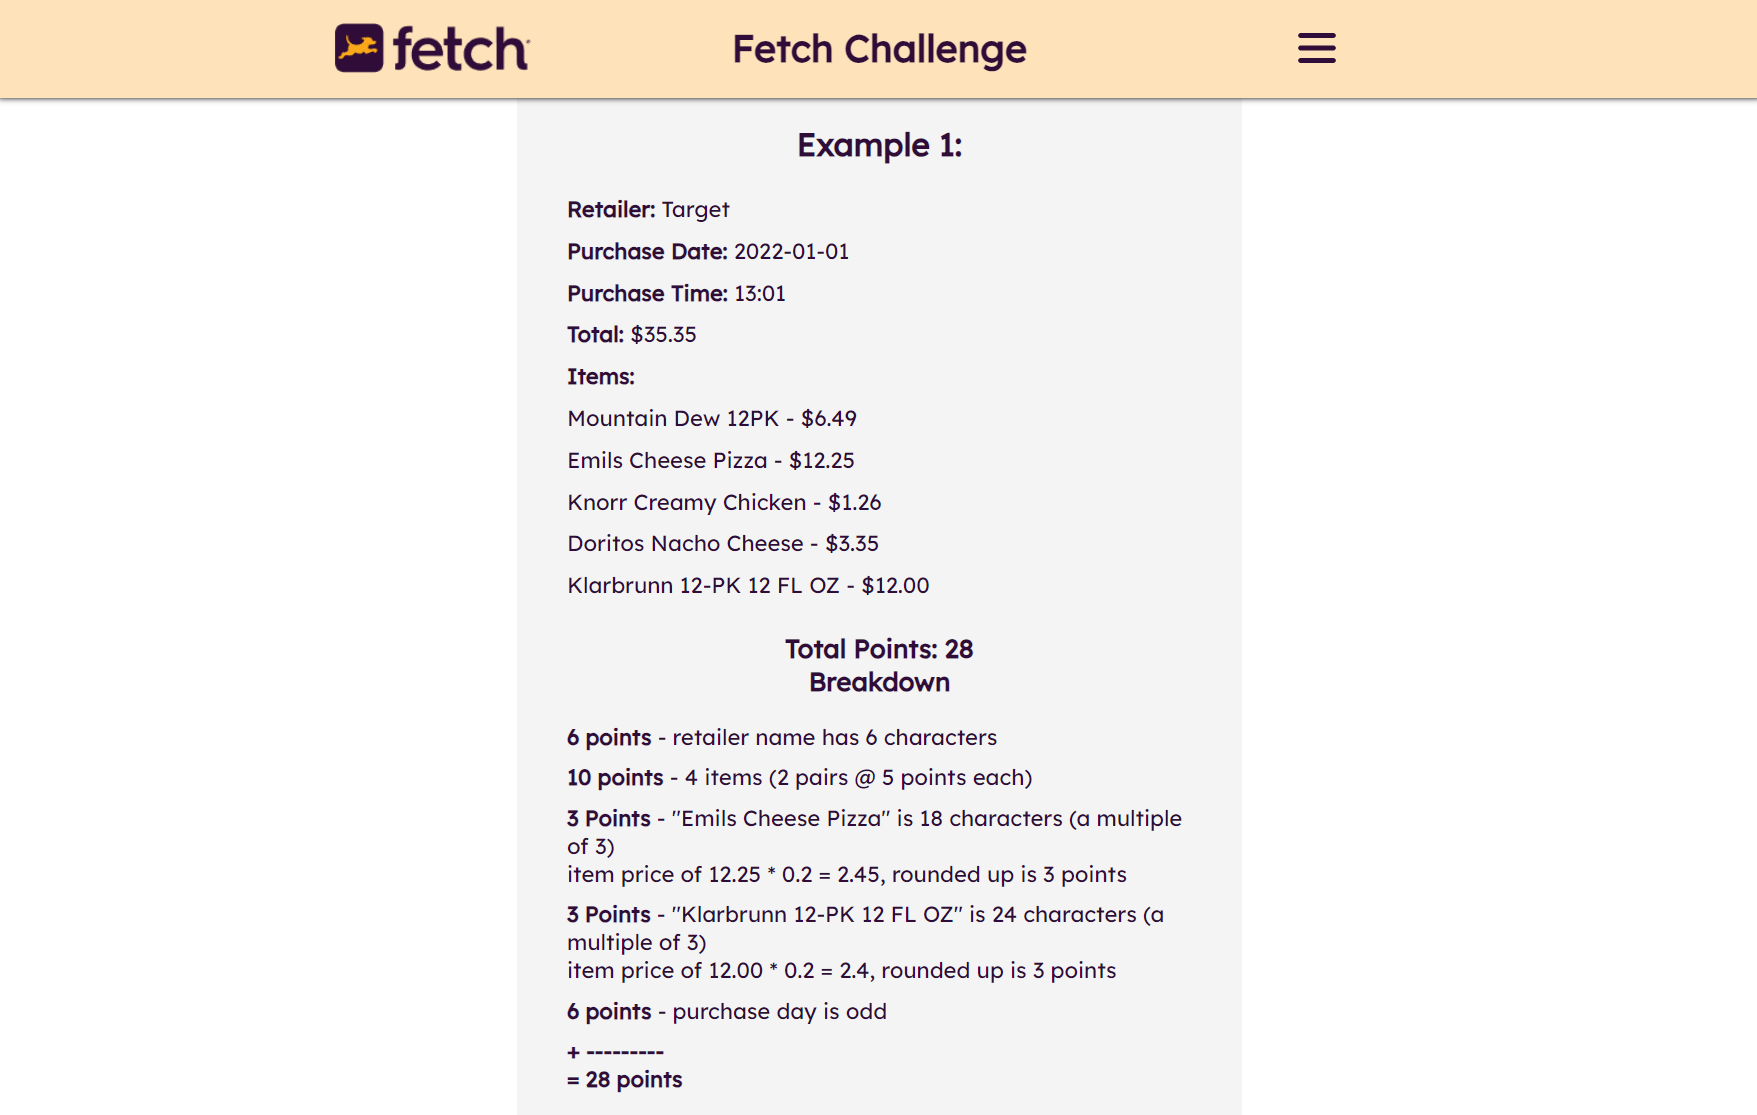 fetch
Fetch Challenge
Example 1:
Retailer: Target
Purchase Date: 2022-01-01
Purchase Time: 13:01
Total: $35.35
Items:
Mountain Dew 12PK - $6.49
Emils Cheese Pizza - $12.25
Knorr Creamy Chicken - $1.26
Doritos Nacho Cheese - $3.35
Klarbrunn 12-PK 12 FL OZ - $12.00
Total Points: 28
Breakdown
6 points - retailer name has 6 characters
10 points - 4 items (2 pairs @ 5 points each)
3 Points - "Emils Cheese Pizza" is 18 characters (a multiple
of 3)
item price of 12.25 * 0.2 = 2.45, rounded up is 3 points
3 Points - "Klarbrunn 12-PK 12 FL OZ" is 24 characters (a
multiple of 3)
item price of 12.00 * 0.2 = 2.4, rounded up is 3 points
6 points - purchase day is odd
+ ---------
= 28 points